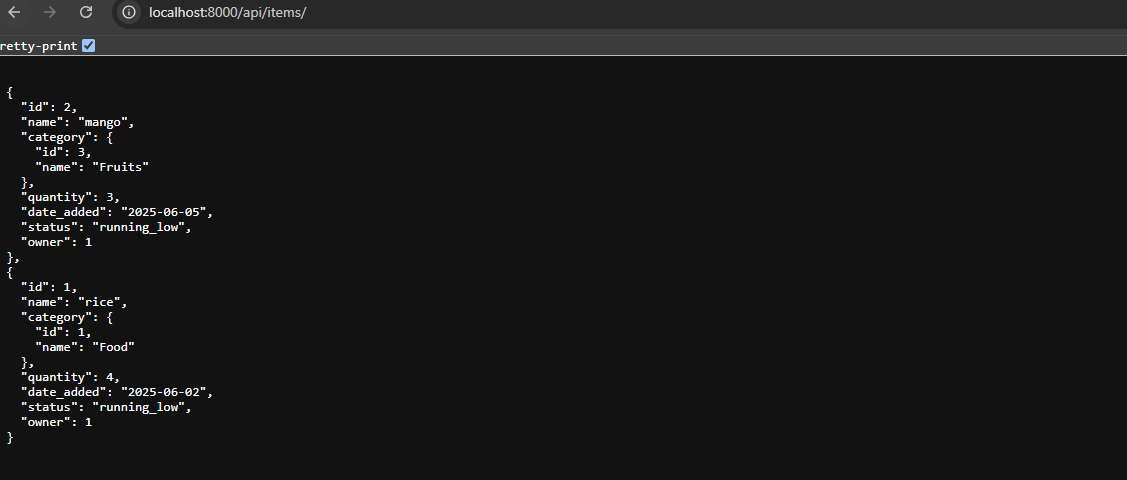 localhost:8000/api/items/
retty-print
{
  "id": 2,
  "name": "mango",
  "category": {
    "id": 3,
    "name": "Fruits"
  },
  "quantity": 3,
  "date_added": "2025-06-05",
  "status": "running_low",
  "owner": 1
},
{
  "id": 1,
  "name": "rice",
  "category": {
    "id": 1,
    "name": "Food"
  },
  "quantity": 4,
  "date_added": "2025-06-02",
  "status": "running_low",
  "owner": 1
}